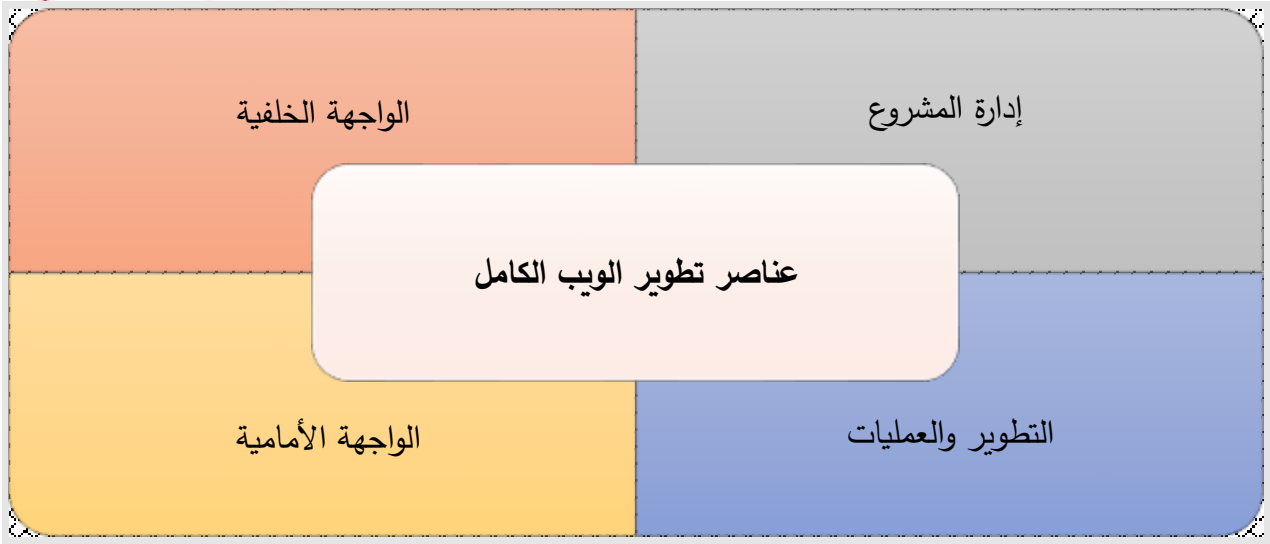 إدارة المشروع
الواجهة الخلفية
عناصر تطوير الويب الكامل
التطوير والعمليات
الواجهة الأمامية